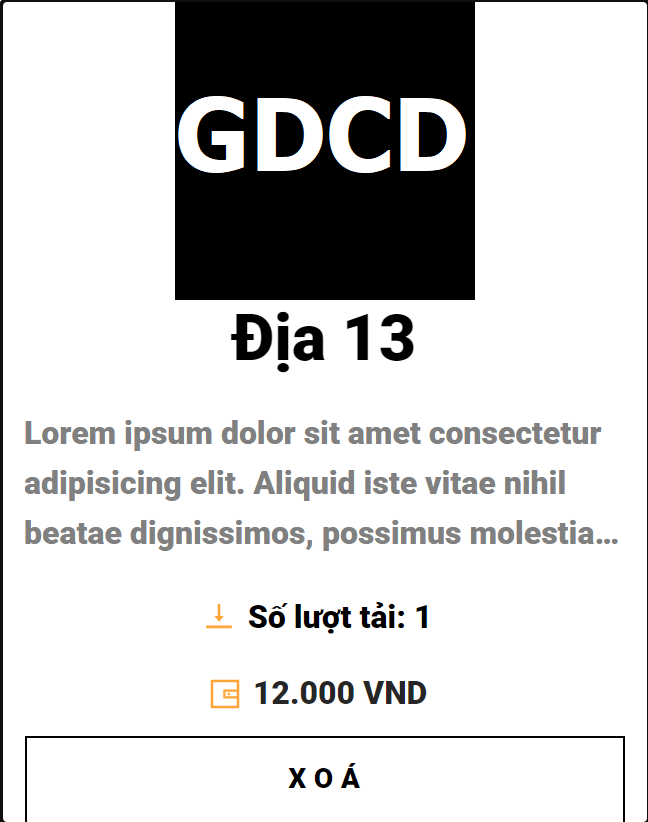 GDCD
Địa 13
Lorem ipsum dolor sit amet consectetur
adipisicing elit. Aliquid iste vitae nihil
beatae dignissimos, possimus molestia...
Số lượt tải: 1
12.000 VND
XOÁ